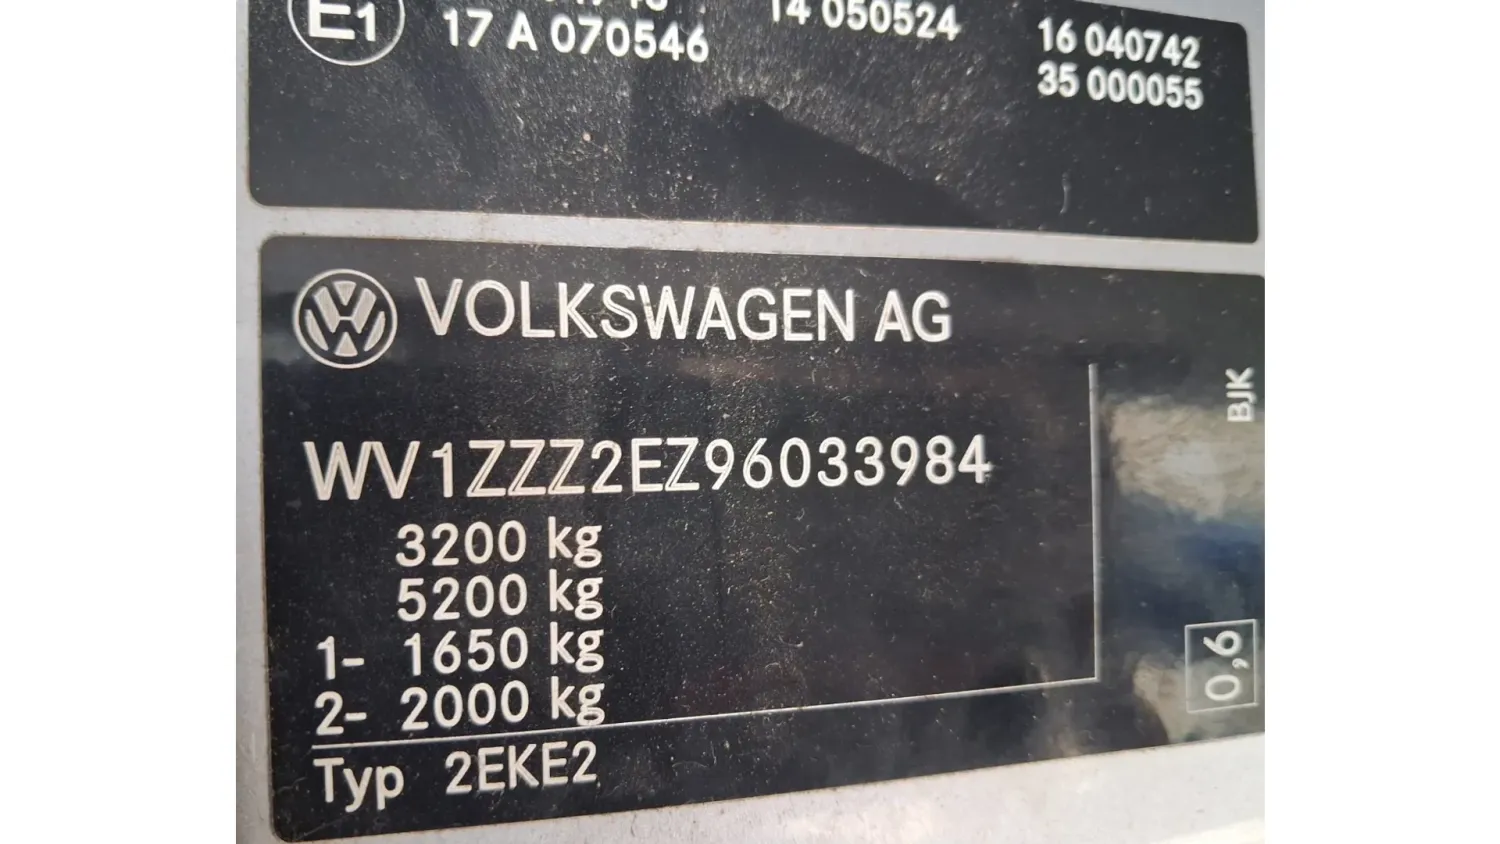 E1
17 A 070546
14 050524
16 040742
35 000055
VOLKSWAGEN AG
WV1ZZZ2EZ96033984
3200 kg
5200 kg
1- 1650 kg
2- 2000 kg
Typ 2EKE2
BJK
0,6